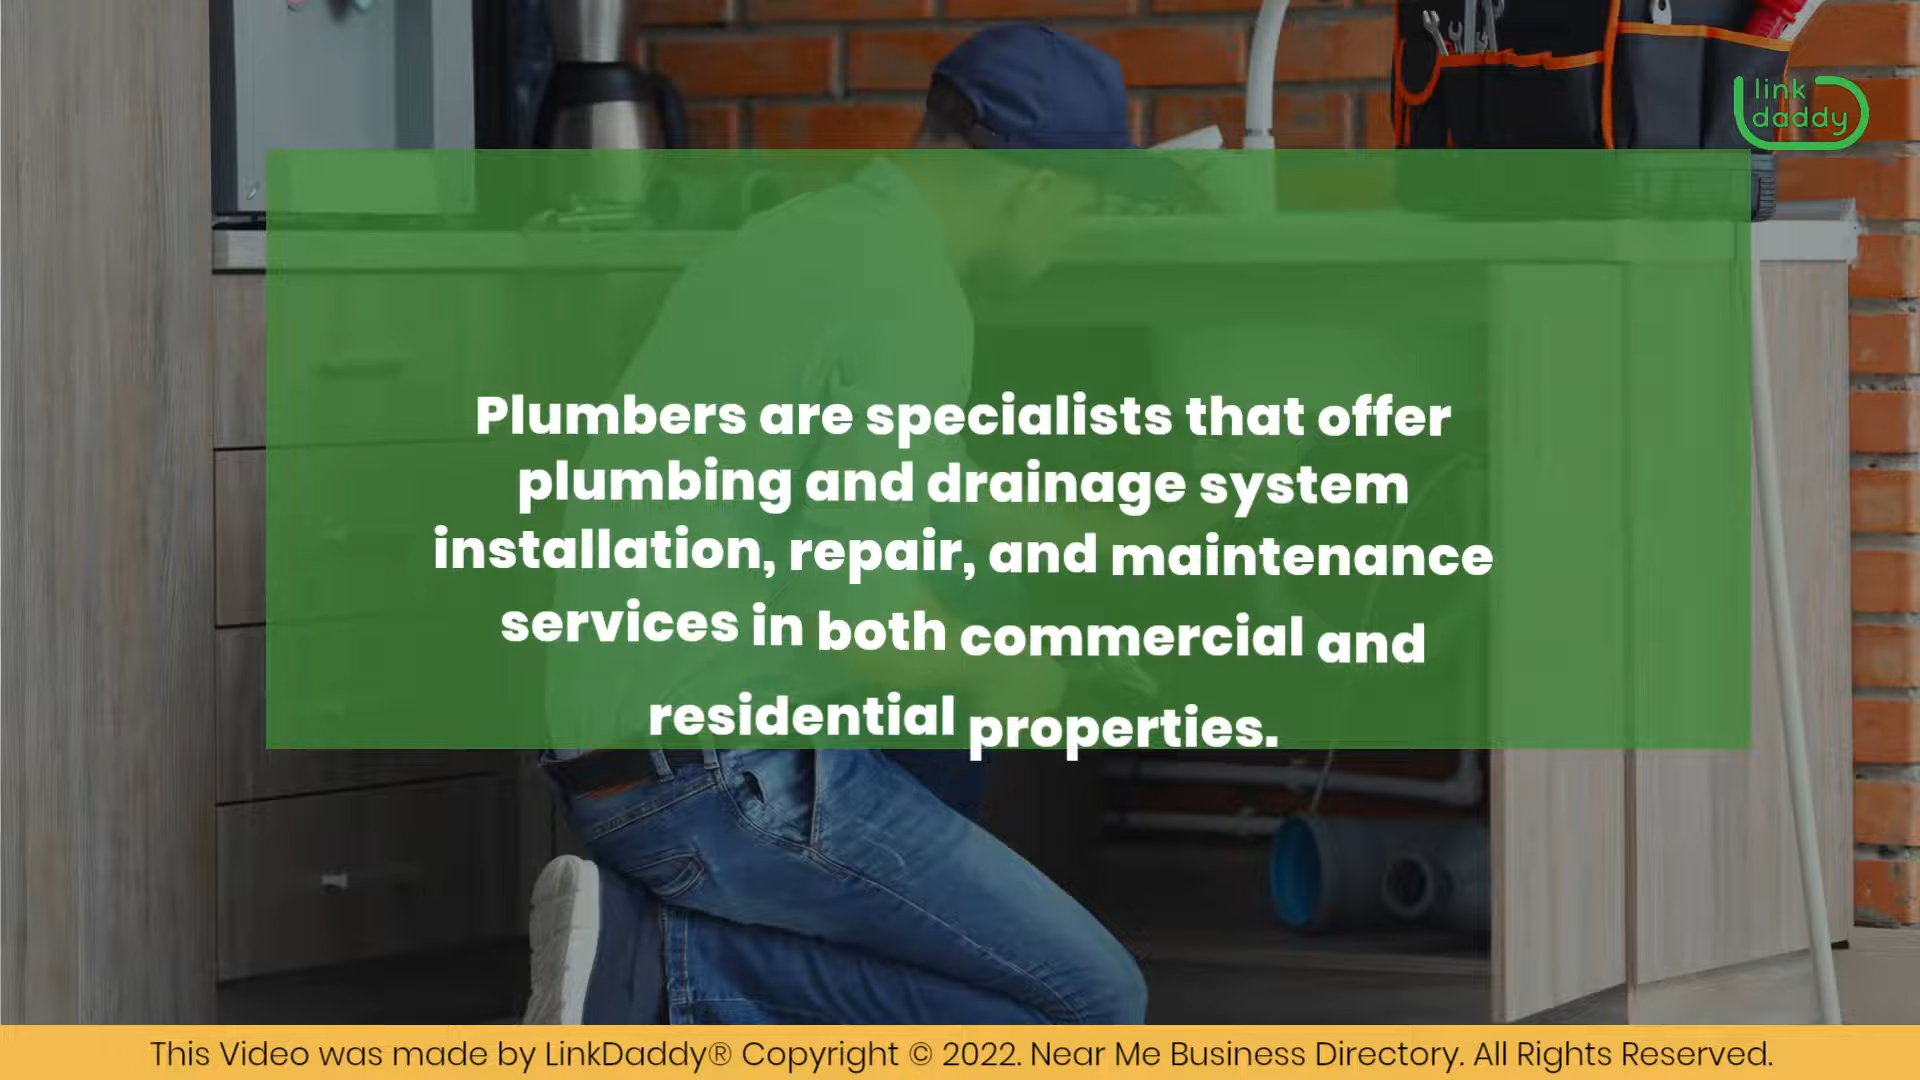 link
daddy
Plumbers are specialists that offer
plumbing and drainage system
installation, repair, and maintenance
services in both commercial and
residential properties.
This Video was made by LinkDaddy® Copyright © 2022. Near Me Business Directory. All Rights Reserved.